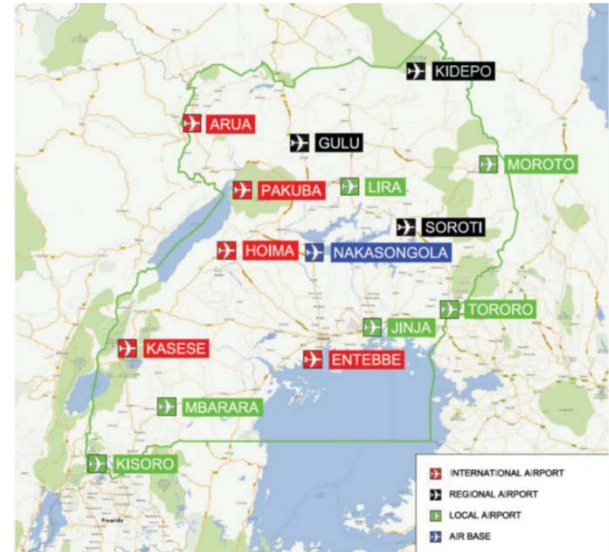 KIDEPO
ARUA
GULU
MOROTO
PAKUBA
LIRA
SOROTI
HOIMA
NAKASONGOLA
TORORO
JINJA
KASESE
ENTEBBE
MBARARA
KISORO
INTERNATIONAL AIRPORT
REGIONAL AIRPORT
LOCAL AIRPORT
AIR BASE